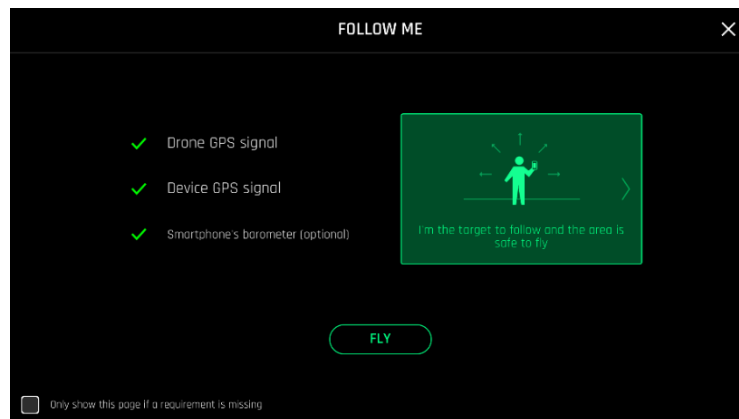 FOLLOW ME
Drone GPS signal
Device GPS signal
Smartphone's barometer (optional)
I'm the target to follow and the area is
safe to fly
FLY
Only show this page if a requirement is missing